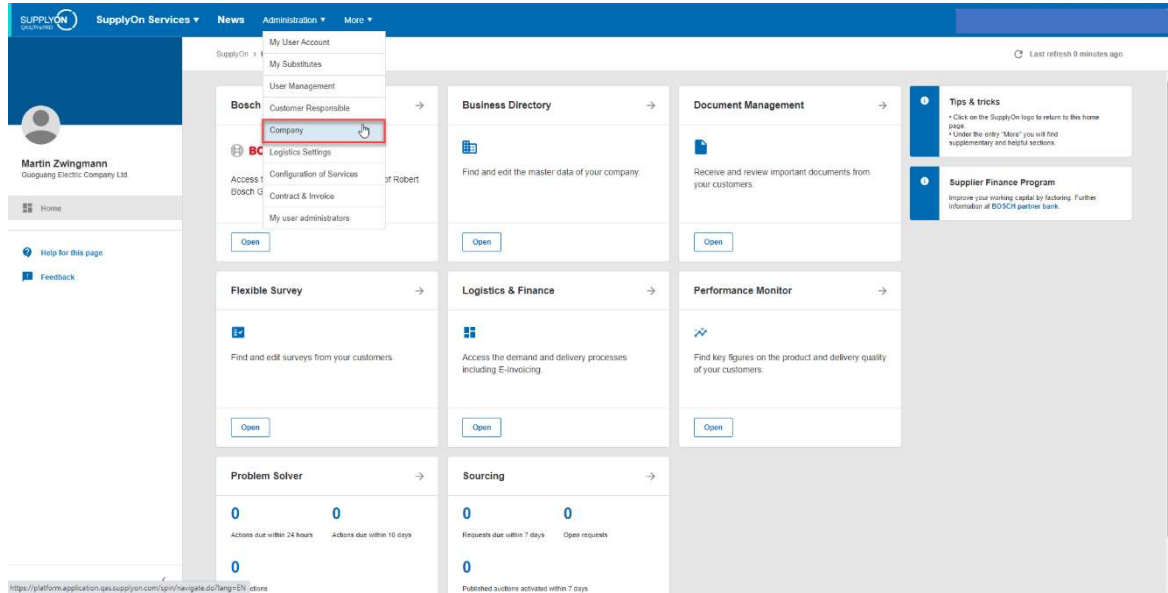 SUPPLYON
SupplyOn Services ▾
News
Administration ▾
More ▾
My User Account
My Substitutes
User Management
Customer Responsible
Company
Logistics Settings
Configuration of Services
Contract & Invoice
My user administrators
SupplyOn >
Last refresh 0 minutes ago
Martin Zwingmann
Guoguang Electric Company Ltd.
Home
Help for this page
Feedback
Bosch
BO
Access
of Robert
Bosch G
Open
Business Directory
Find and edit the master data of your company.
Open
Document Management
Receive and review important documents from
your customers.
Open
Tips & tricks
• Click on the SupplyOn logo to return to this home
page.
• Under the entry "More" you will find
supplementary and helpful sections.
Supplier Finance Program
Improve your working capital by factoring. Further
information at BOSCH partner bank.
Flexible Survey
Find and edit surveys from your customers.
Open
Logistics & Finance
Access the demand and delivery processes
including E-Invoicing.
Open
Performance Monitor
Find key figures on the product and delivery quality
of your customers.
Open
Problem Solver
0
0
Actions due within 24 hours
Actions due within 10 days
0
ctions
Sourcing
0
0
Requests due within 7 days
Open requests
0
Published auctions activated within 7 days
https://platform.application.qas.supplyon.com/spin/navigate.do?lang=EN